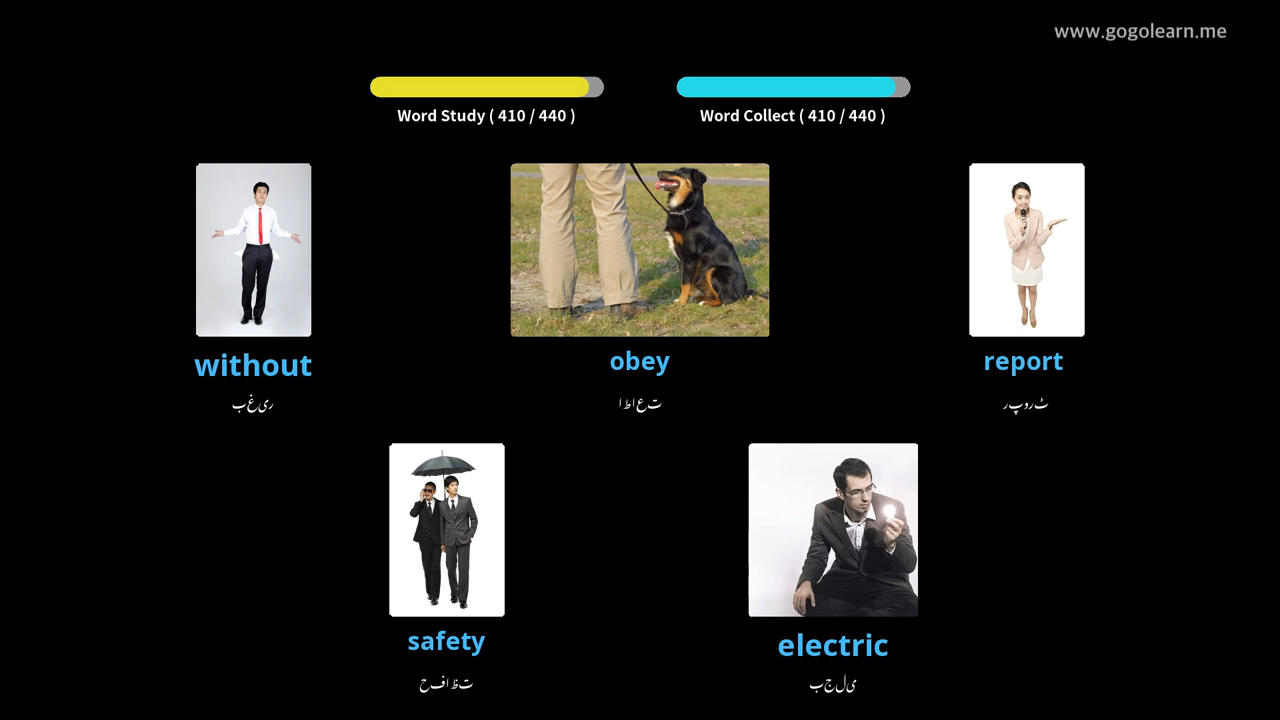 www.gogolearn.me
Word Study ( 410 / 440 )
Word Collect ( 410 / 440 )
without
بغیر
obey
اطاعت
report
رپورٹ
safety
حفاظت
electric
بجلی